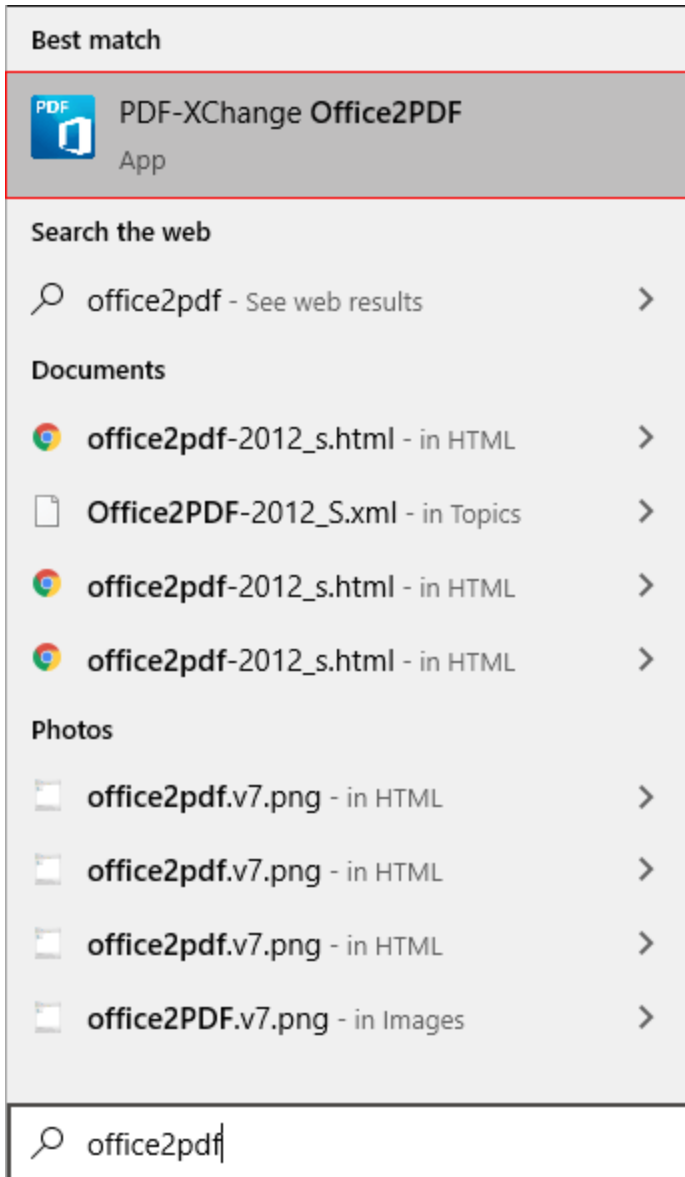 Best match
PDF
PDF-XChange Office2PDF
App
Search the web
office2pdf - See web results
Documents
office2pdf-2012_s.html - in HTML
Office2PDF-2012_S.xml - in Topics
office2pdf-2012_s.html - in HTML
office2pdf-2012_s.html - in HTML
Photos
office2pdf.v7.png - in HTML
office2pdf.v7.png - in HTML
office2pdf.v7.png - in HTML
office2PDF.v7.png - in Images
office2pdf